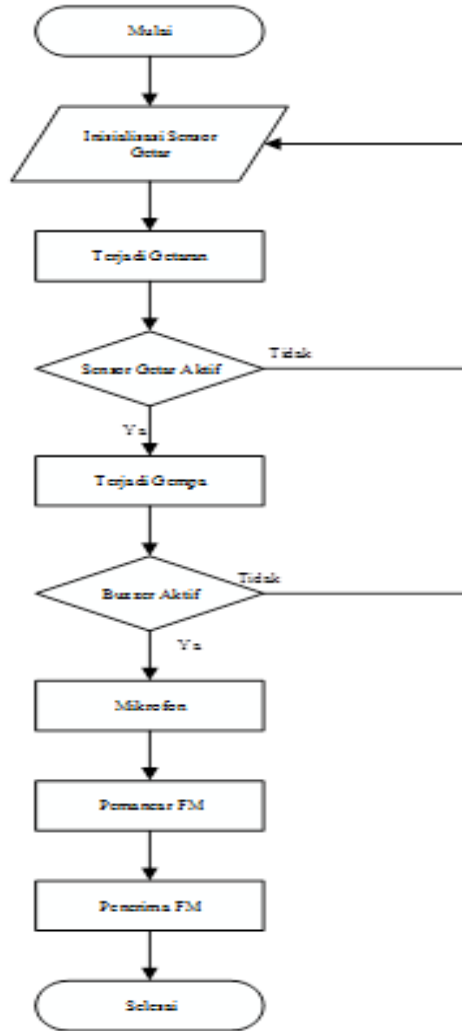 Mulai
Inisialisasi Sensor
Getar
Terjadi Getaran
Sensor Getar Aktif
Tidak
Ya
Terjadi Gempa
Buzzer Aktif
Tidak
Ya
Mikrofon
Pemancar FM
Penerima FM
Selesai